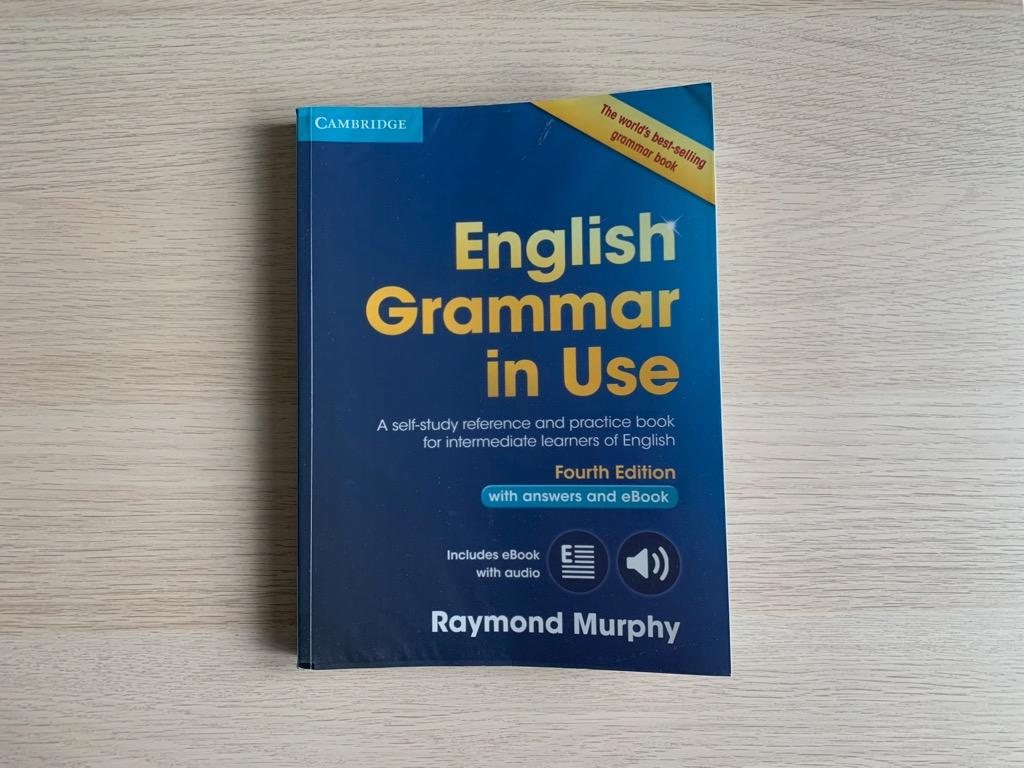 CAMBRIDGE
The world's best-selling
grammar book
English
Grammar
in Use
A self-study reference and practice book
for intermediate learners of English
Fourth Edition
with answers and eBook
Includes eBook
with audio
E
Raymond Murphy